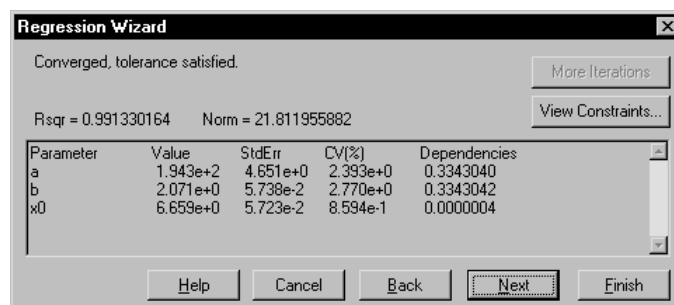 Regression Wizard
Converged, tolerance satisfied.
More Iterations
Rsqr = 0.991330164 Norm = 21.811955882
View Constraints...
Parameter Value StdErr CV(%) Dependencies
a 1.943e+2 4.651e+0 2.393e+0 0.3343040
b 2.071e+0 5.738e-2 2.770e+0 0.3343042
x0 6.659e+0 5.723e-2 8.594e-1 0.0000004
Help Cancel Back Next Finish